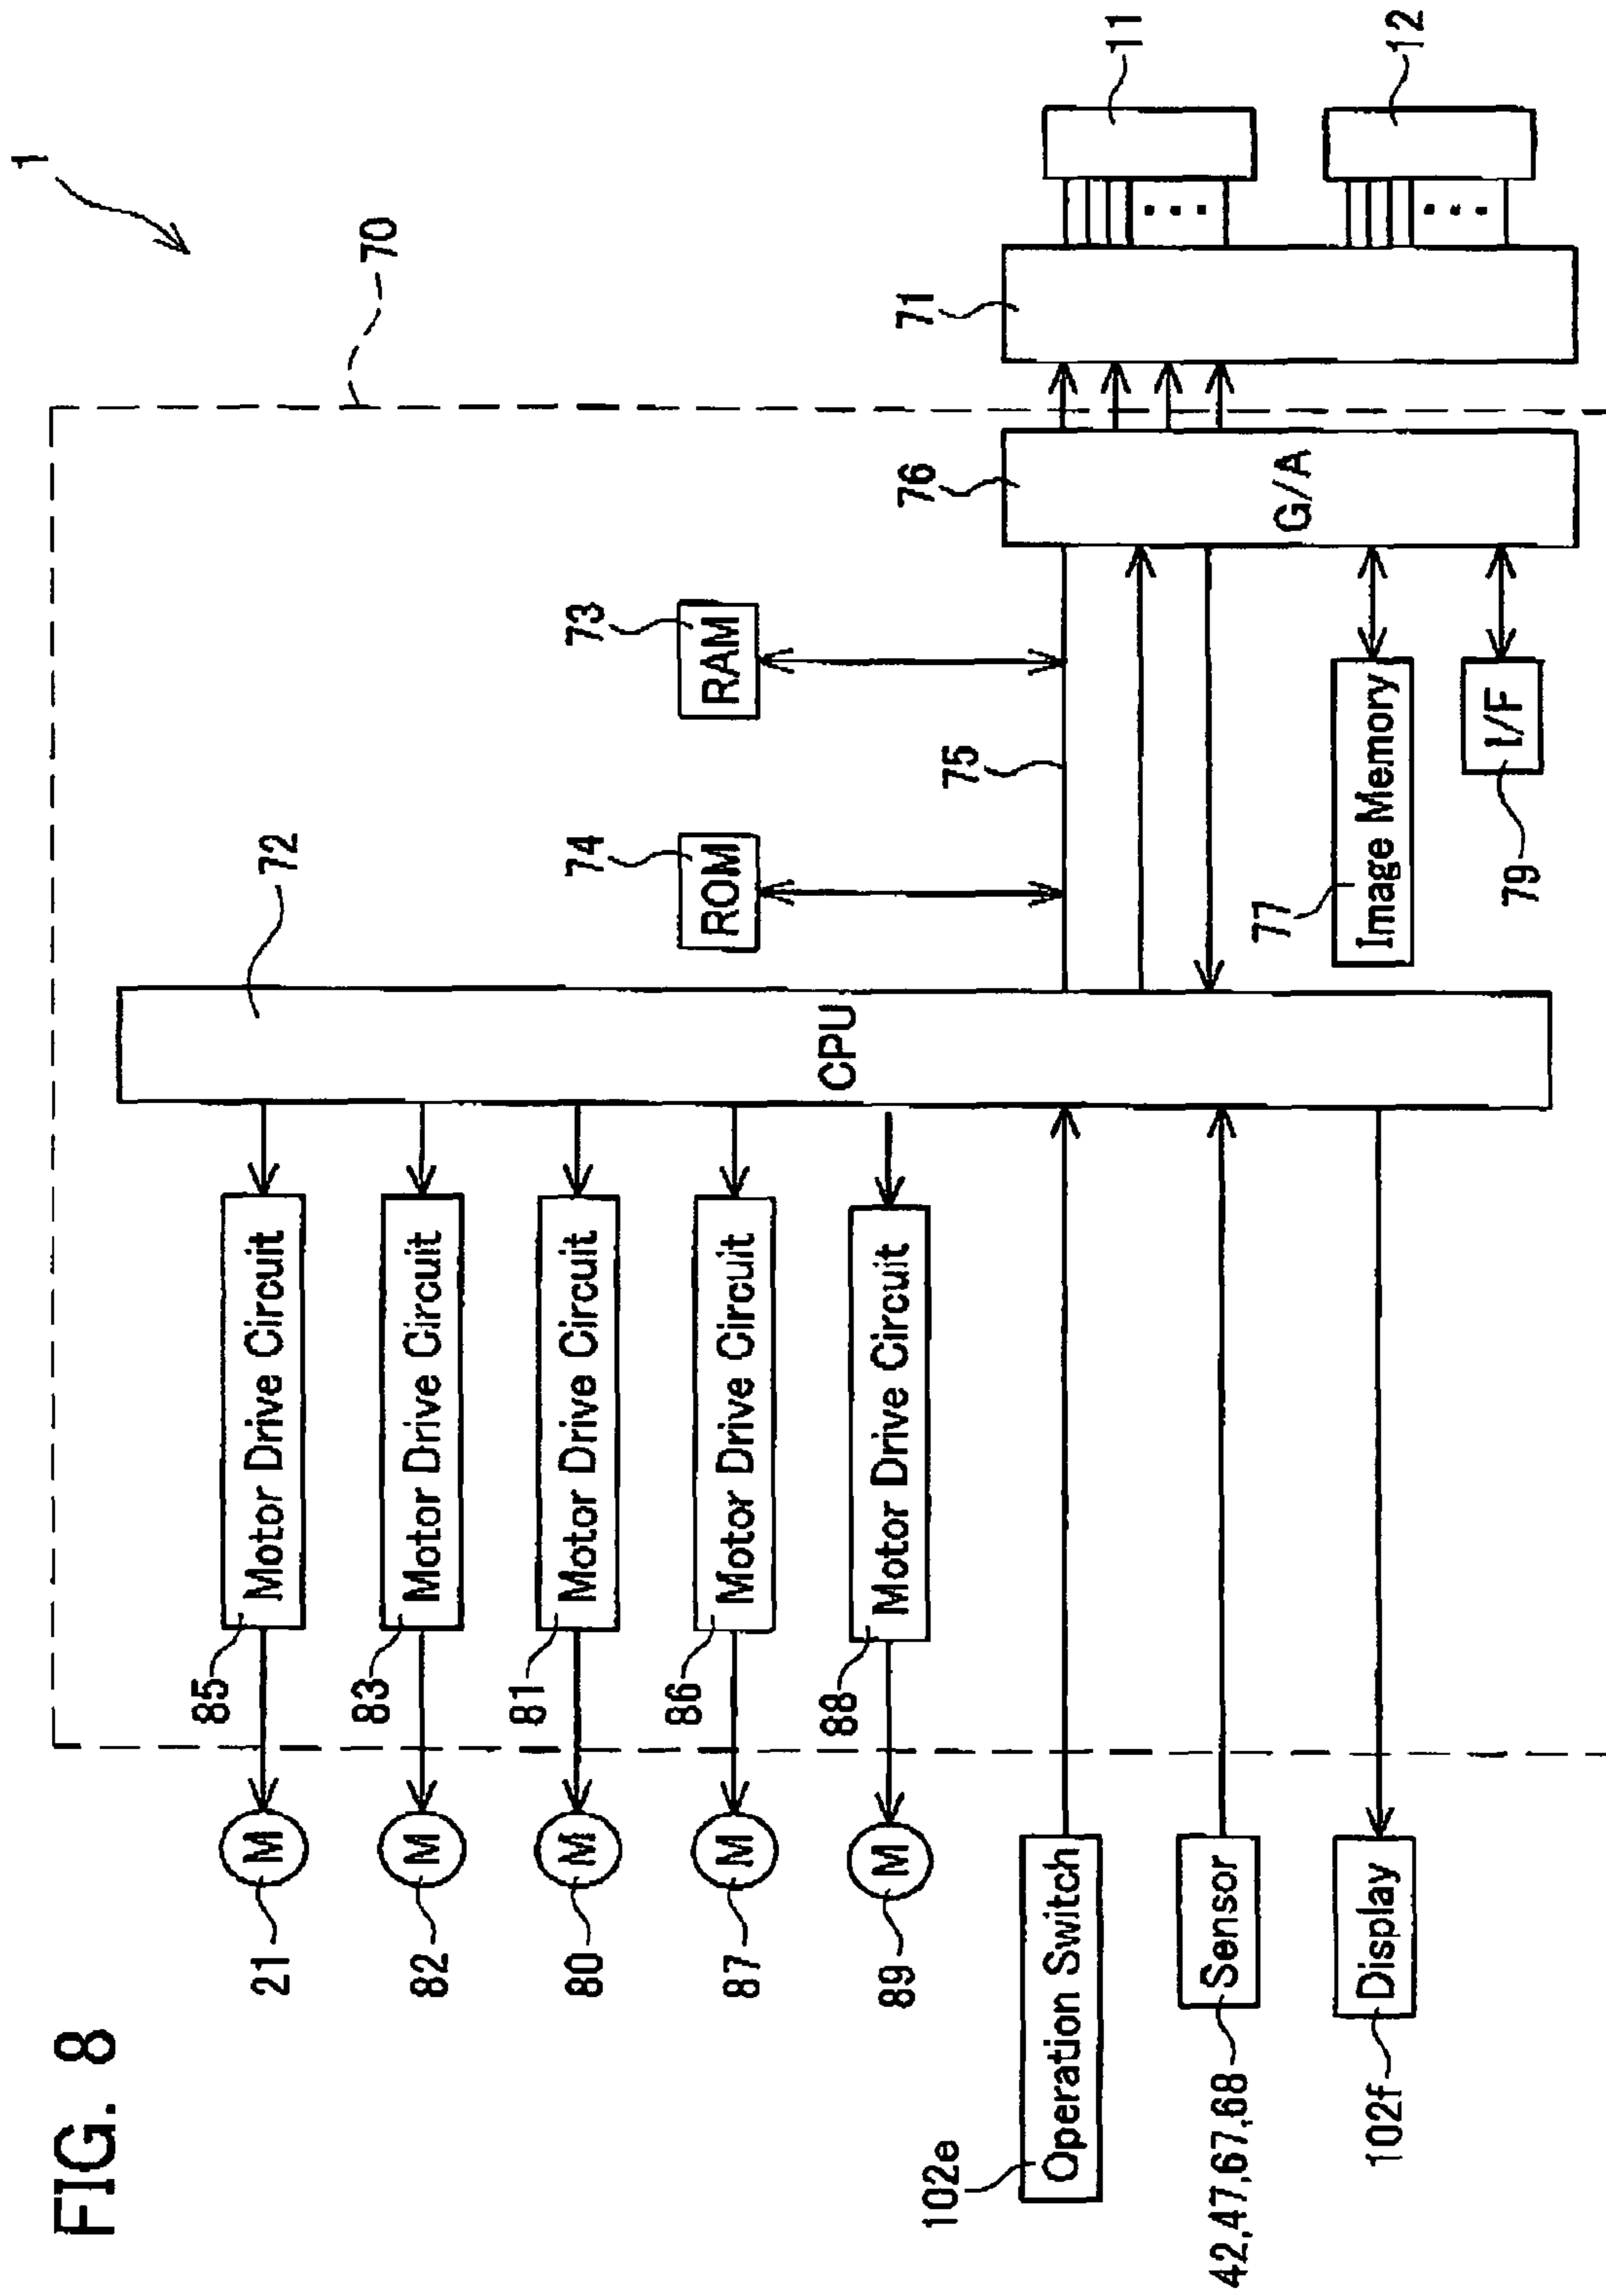 FIG. 8
1
70
21
M
85
Motor Drive Circuit
72
82
M
83
Motor Drive Circuit
80
M
81
Motor Drive Circuit
87
M
86
Motor Drive Circuit
89
M
88
Motor Drive Circuit
CPU
74
ROM
73
RAM
75
76
G/A
71
11
12
102e
Operation Switch
42,47,67,68
Sensor
102f
Display
77
Image Memory
79
I/F